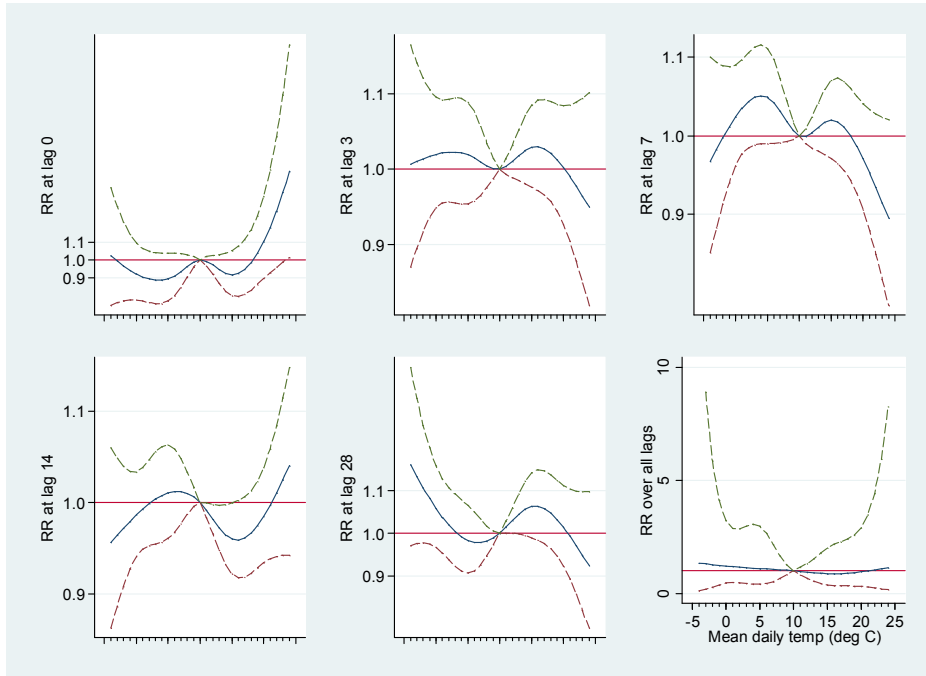 RR at lag 0
1.1
1.0
0.9
RR at lag 3
1.1
1.0
0.9
RR at lag 7
1.1
1.0
0.9
RR at lag 14
1.1
1.0
0.9
RR at lag 28
1.1
1.0
0.9
RR over all lags
10
5
0
-5 0 5 10 15 20 25
Mean daily temp (deg C)